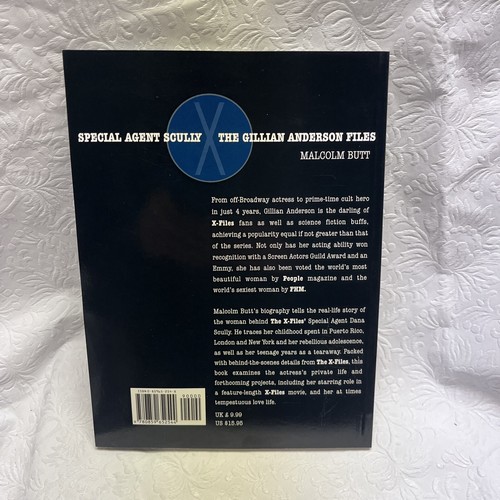 SPECIAL AGENT SCULLY X THE GILLIAN ANDERSON FILES
MALCOLM BUTT
From off-Broadway actress to prime-time cult hero
in just 4 years, Gillian Anderson is the darling of
X-Files fans as well as science fiction buffs,
achieving a popularity equal if not greater than that
of the series. Not only has her acting ability won
recognition with a Screen Actors Guild Award and an
Emmy, she has also been voted the world's most
beautiful woman by People magazine and the
world's sexiest woman by FHM.
Malcolm Butt's biography tells the real-life story of
the woman behind The X-Files' Special Agent Dana
Scully. He traces her childhood spent in Puerto Rico,
London and New York and her rebellious adolescence,
as well as her teenage years as a tearaway. Packed
with behind-the-scenes details from The X-Files, this
book examines the actress's private life and
forthcoming projects, including her starring role in
a feature-length X-Files movie, and her at times
tempestuous love life.
90000
UK £ 9.99
US $15.95